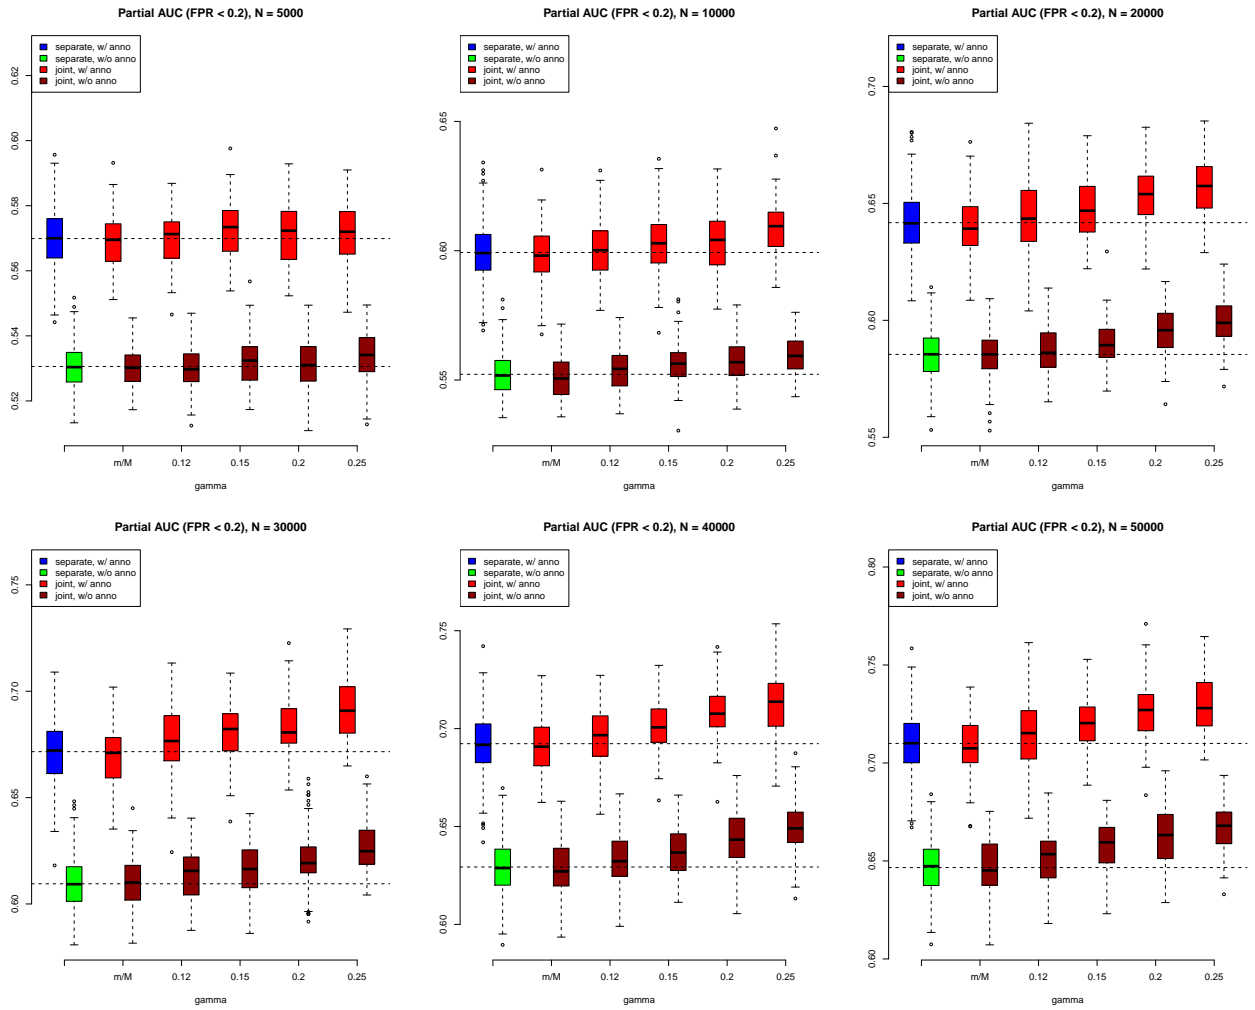 Partial AUC (FPR < 0.2), N = 5000
separate, w/ anno
separate, w/o anno
joint, w/ anno
joint, w/o anno
0.62
0.60
0.58
0.56
0.54
0.52
m/M 0.12 0.15 0.2 0.25
gamma
Partial AUC (FPR < 0.2), N = 10000
separate, w/ anno
separate, w/o anno
joint, w/ anno
joint, w/o anno
0.65
0.60
0.55
m/M 0.12 0.15 0.2 0.25
gamma
Partial AUC (FPR < 0.2), N = 20000
separate, w/ anno
separate, w/o anno
joint, w/ anno
joint, w/o anno
0.70
0.65
0.60
0.55
m/M 0.12 0.15 0.2 0.25
gamma
Partial AUC (FPR < 0.2), N = 30000
separate, w/ anno
separate, w/o anno
joint, w/ anno
joint, w/o anno
0.75
0.70
0.65
0.60
m/M 0.12 0.15 0.2 0.25
gamma
Partial AUC (FPR < 0.2), N = 40000
separate, w/ anno
separate, w/o anno
joint, w/ anno
joint, w/o anno
0.75
0.70
0.65
0.60
m/M 0.12 0.15 0.2 0.25
gamma
Partial AUC (FPR < 0.2), N = 50000
separate, w/ anno
separate, w/o anno
joint, w/ anno
joint, w/o anno
0.80
0.75
0.70
0.65
0.60
m/M 0.12 0.15 0.2 0.25
gamma